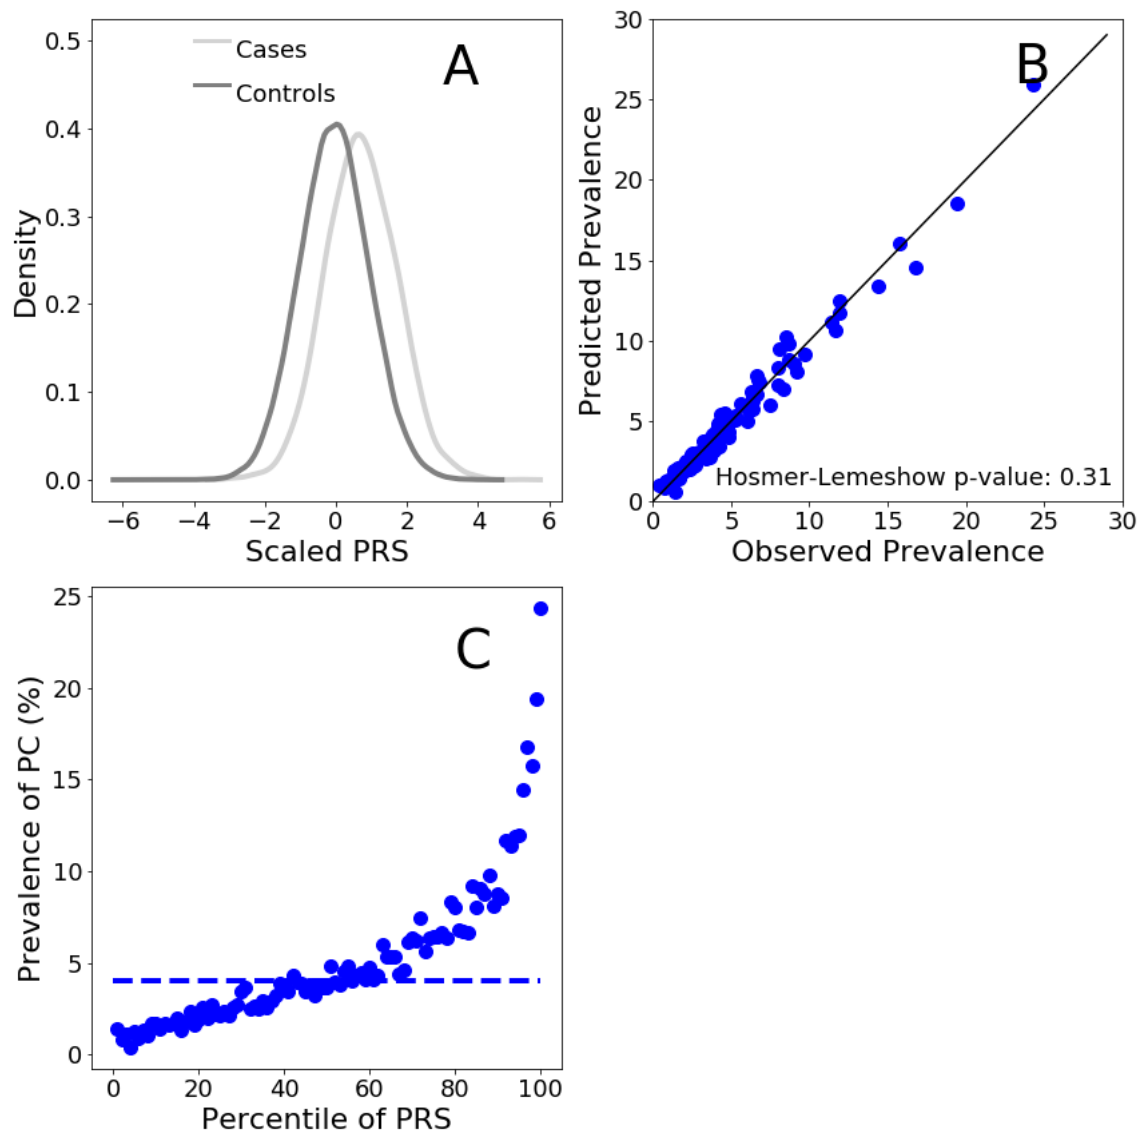 A
Cases
Controls
0.5
0.4
0.3
0.2
0.1
0.0
Density
−6 −4 −2 0 2 4 6
Scaled PRS
B
30
25
20
15
10
5
0
Predicted Prevalence
Hosmer-Lemeshow p-value: 0.31
0 5 10 15 20 25 30
Observed Prevalence
C
25
20
15
10
5
0
Prevalence of PC (%)
0 20 40 60 80 100
Percentile of PRS